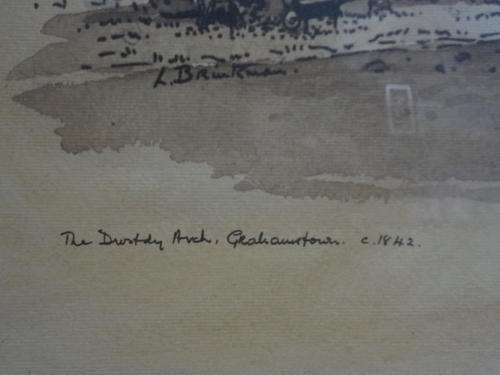 L. Brinkman.
The Drostdy Arch, Grahamstown. c.1842.